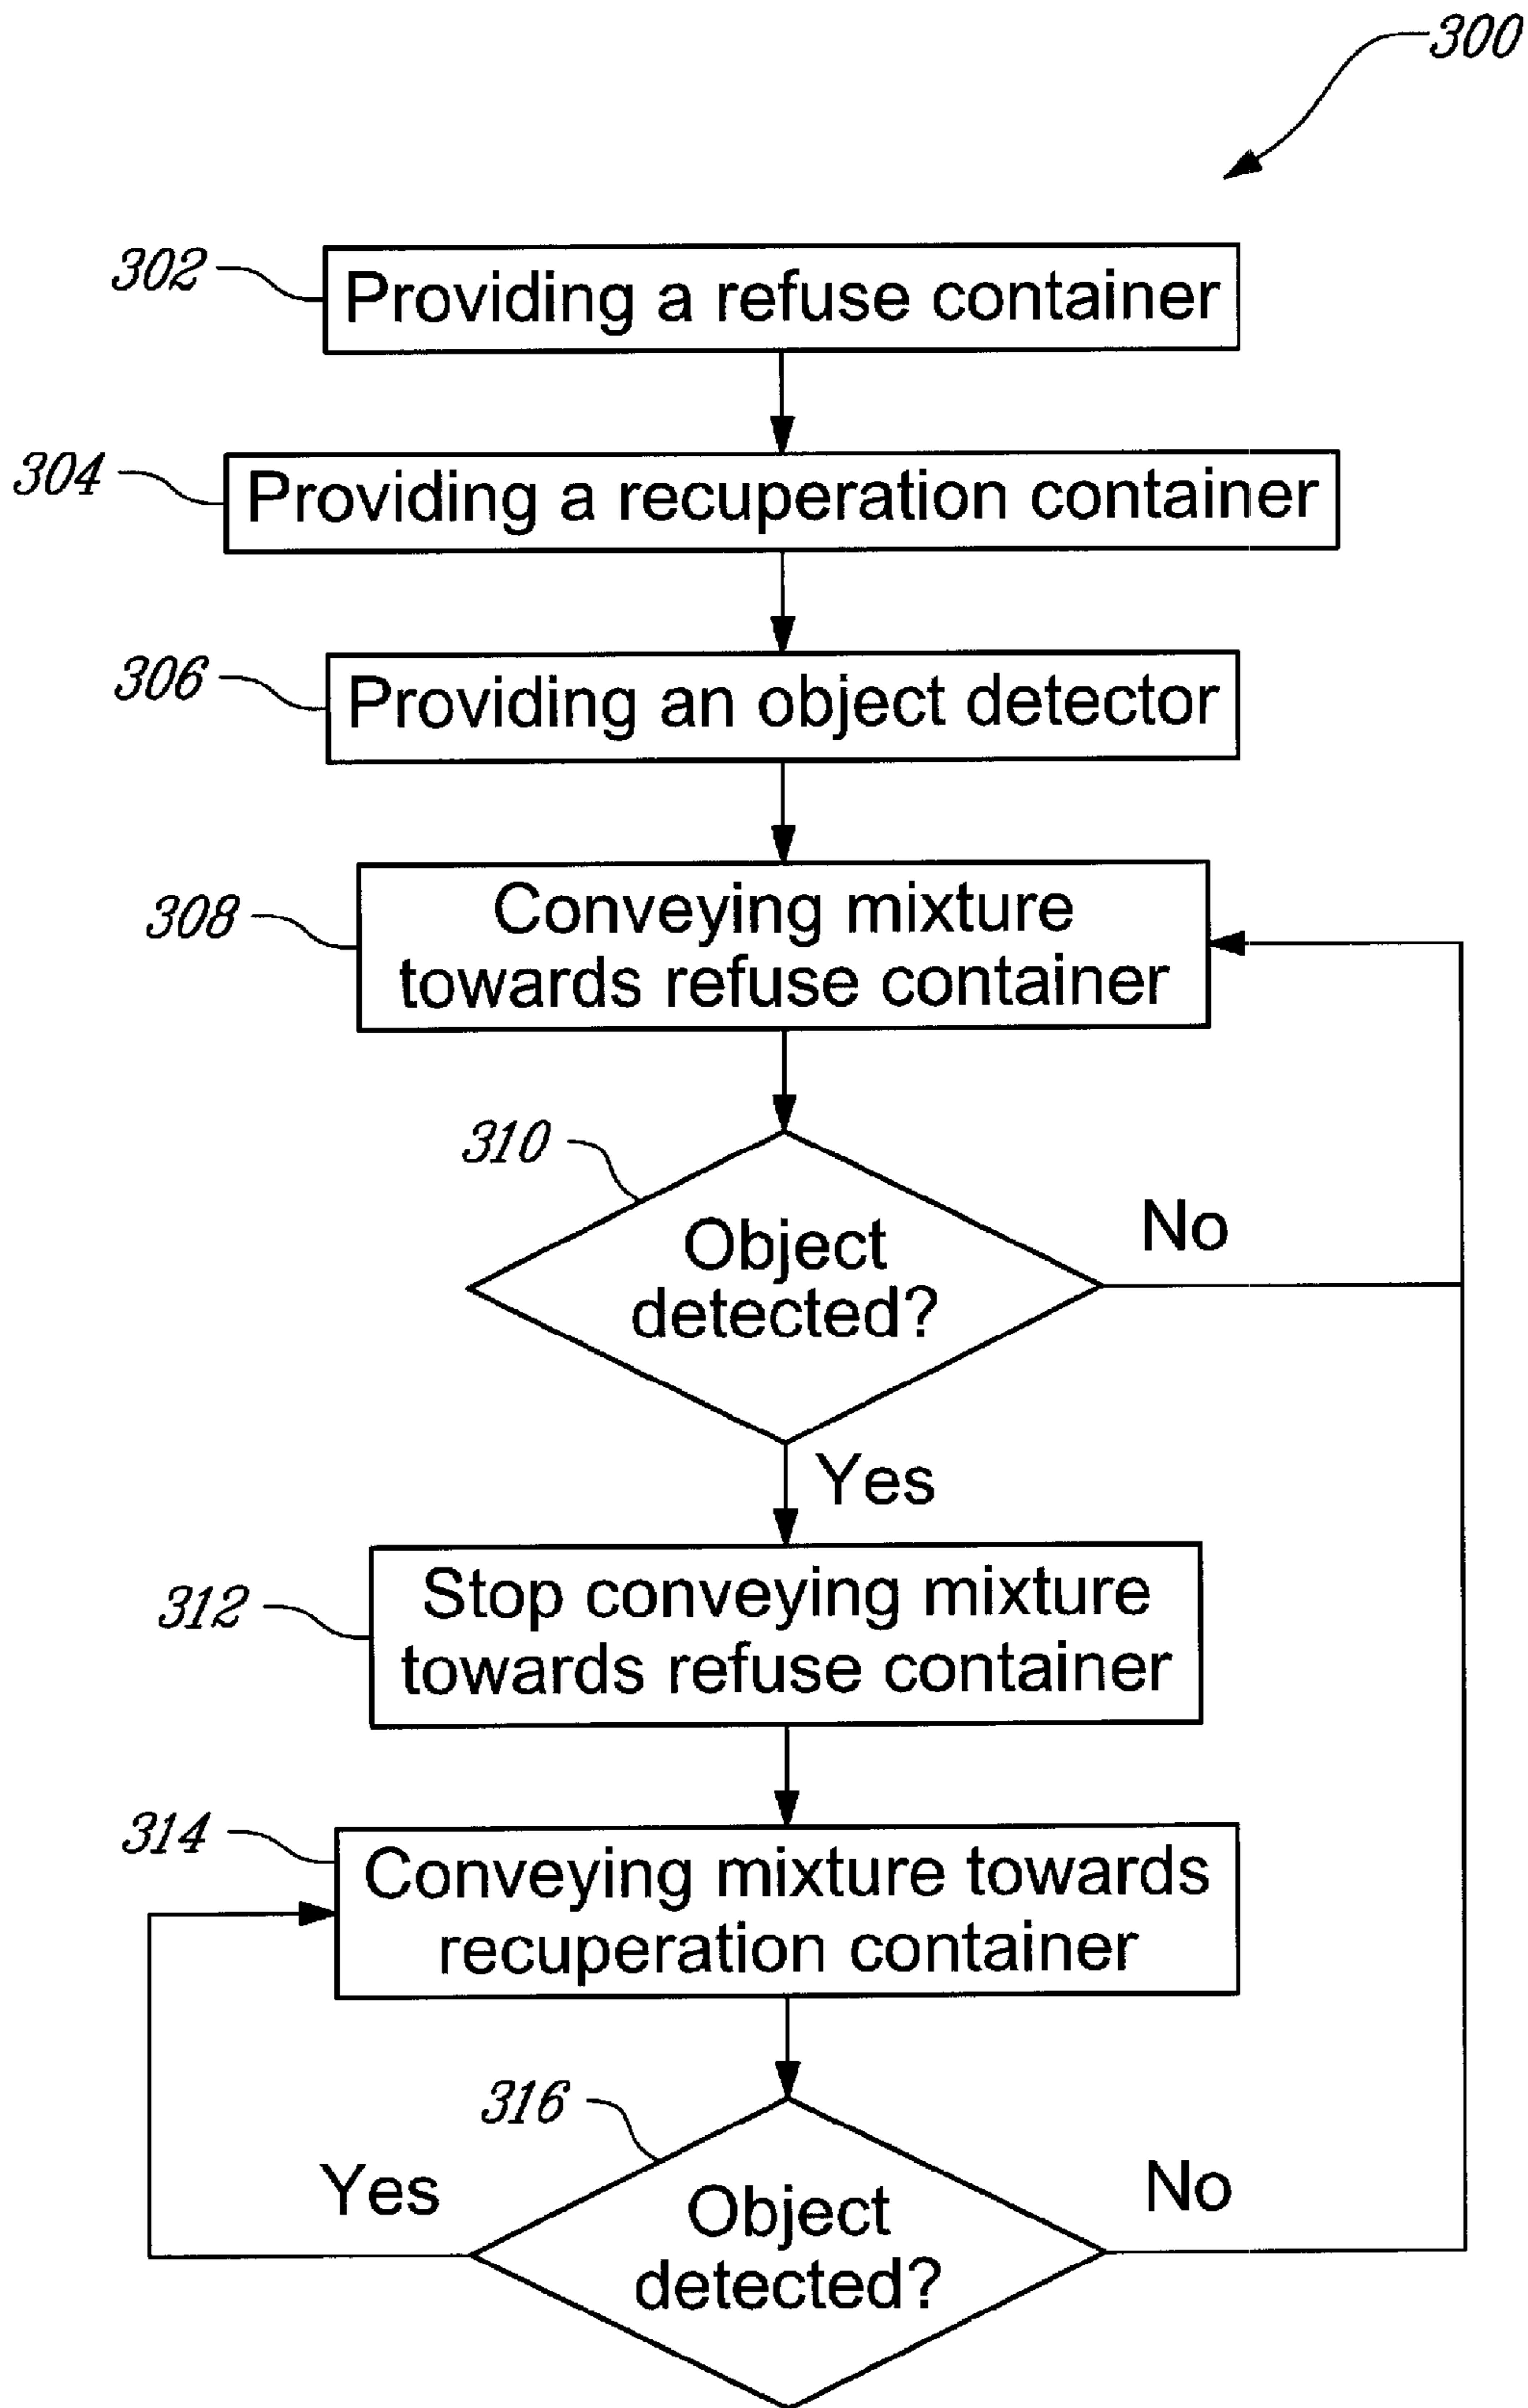 300
302
Providing a refuse container
304
Providing a recuperation container
306
Providing an object detector
308
Conveying mixture
towards refuse container
310
Object
detected?
No
Yes
312
Stop conveying mixture
towards refuse container
314
Conveying mixture towards
recuperation container
316
Yes
Object
detected?
No